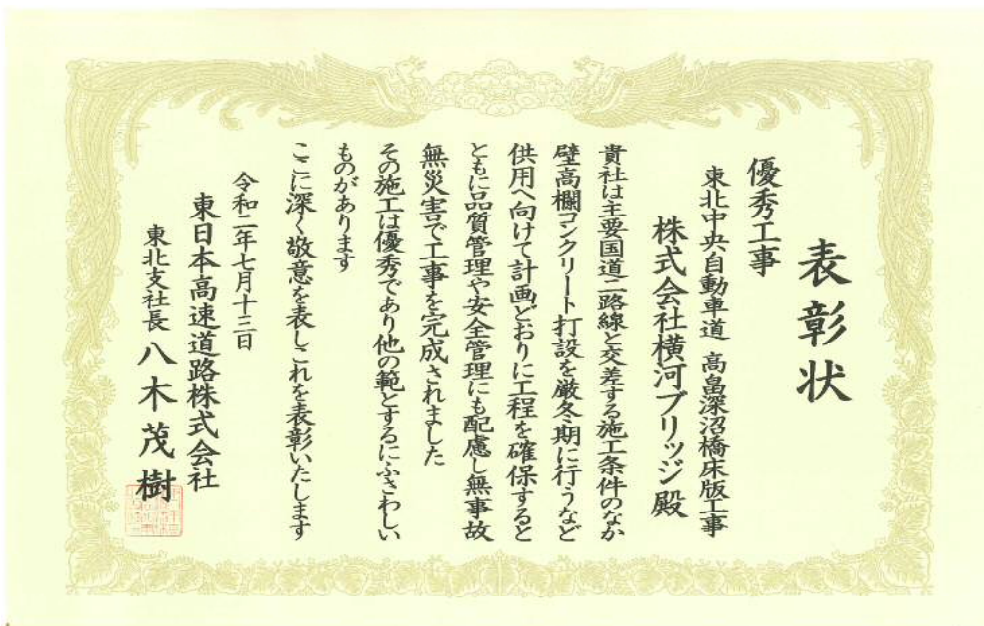 表彰状
優秀工事
東北中央自動車道 高畠深沼橋床版工事
株式会社横河ブリッジ 殿
貴社は主要国道二路線と交差する施工条件のなか
壁高欄コンクリート打設を厳冬期に行うなど
供用へ向けて計画どおりに工程を確保すると
ともに品質管理や安全管理にも配慮し無事故
無災害で工事を完成されました
その施工は優秀であり他の範とするにふさわしい
ものがあります
ここに深く敬意を表しこれを表彰いたします
令和二年七月十三日
東日本高速道路株式会社
東北支社長 八木茂樹